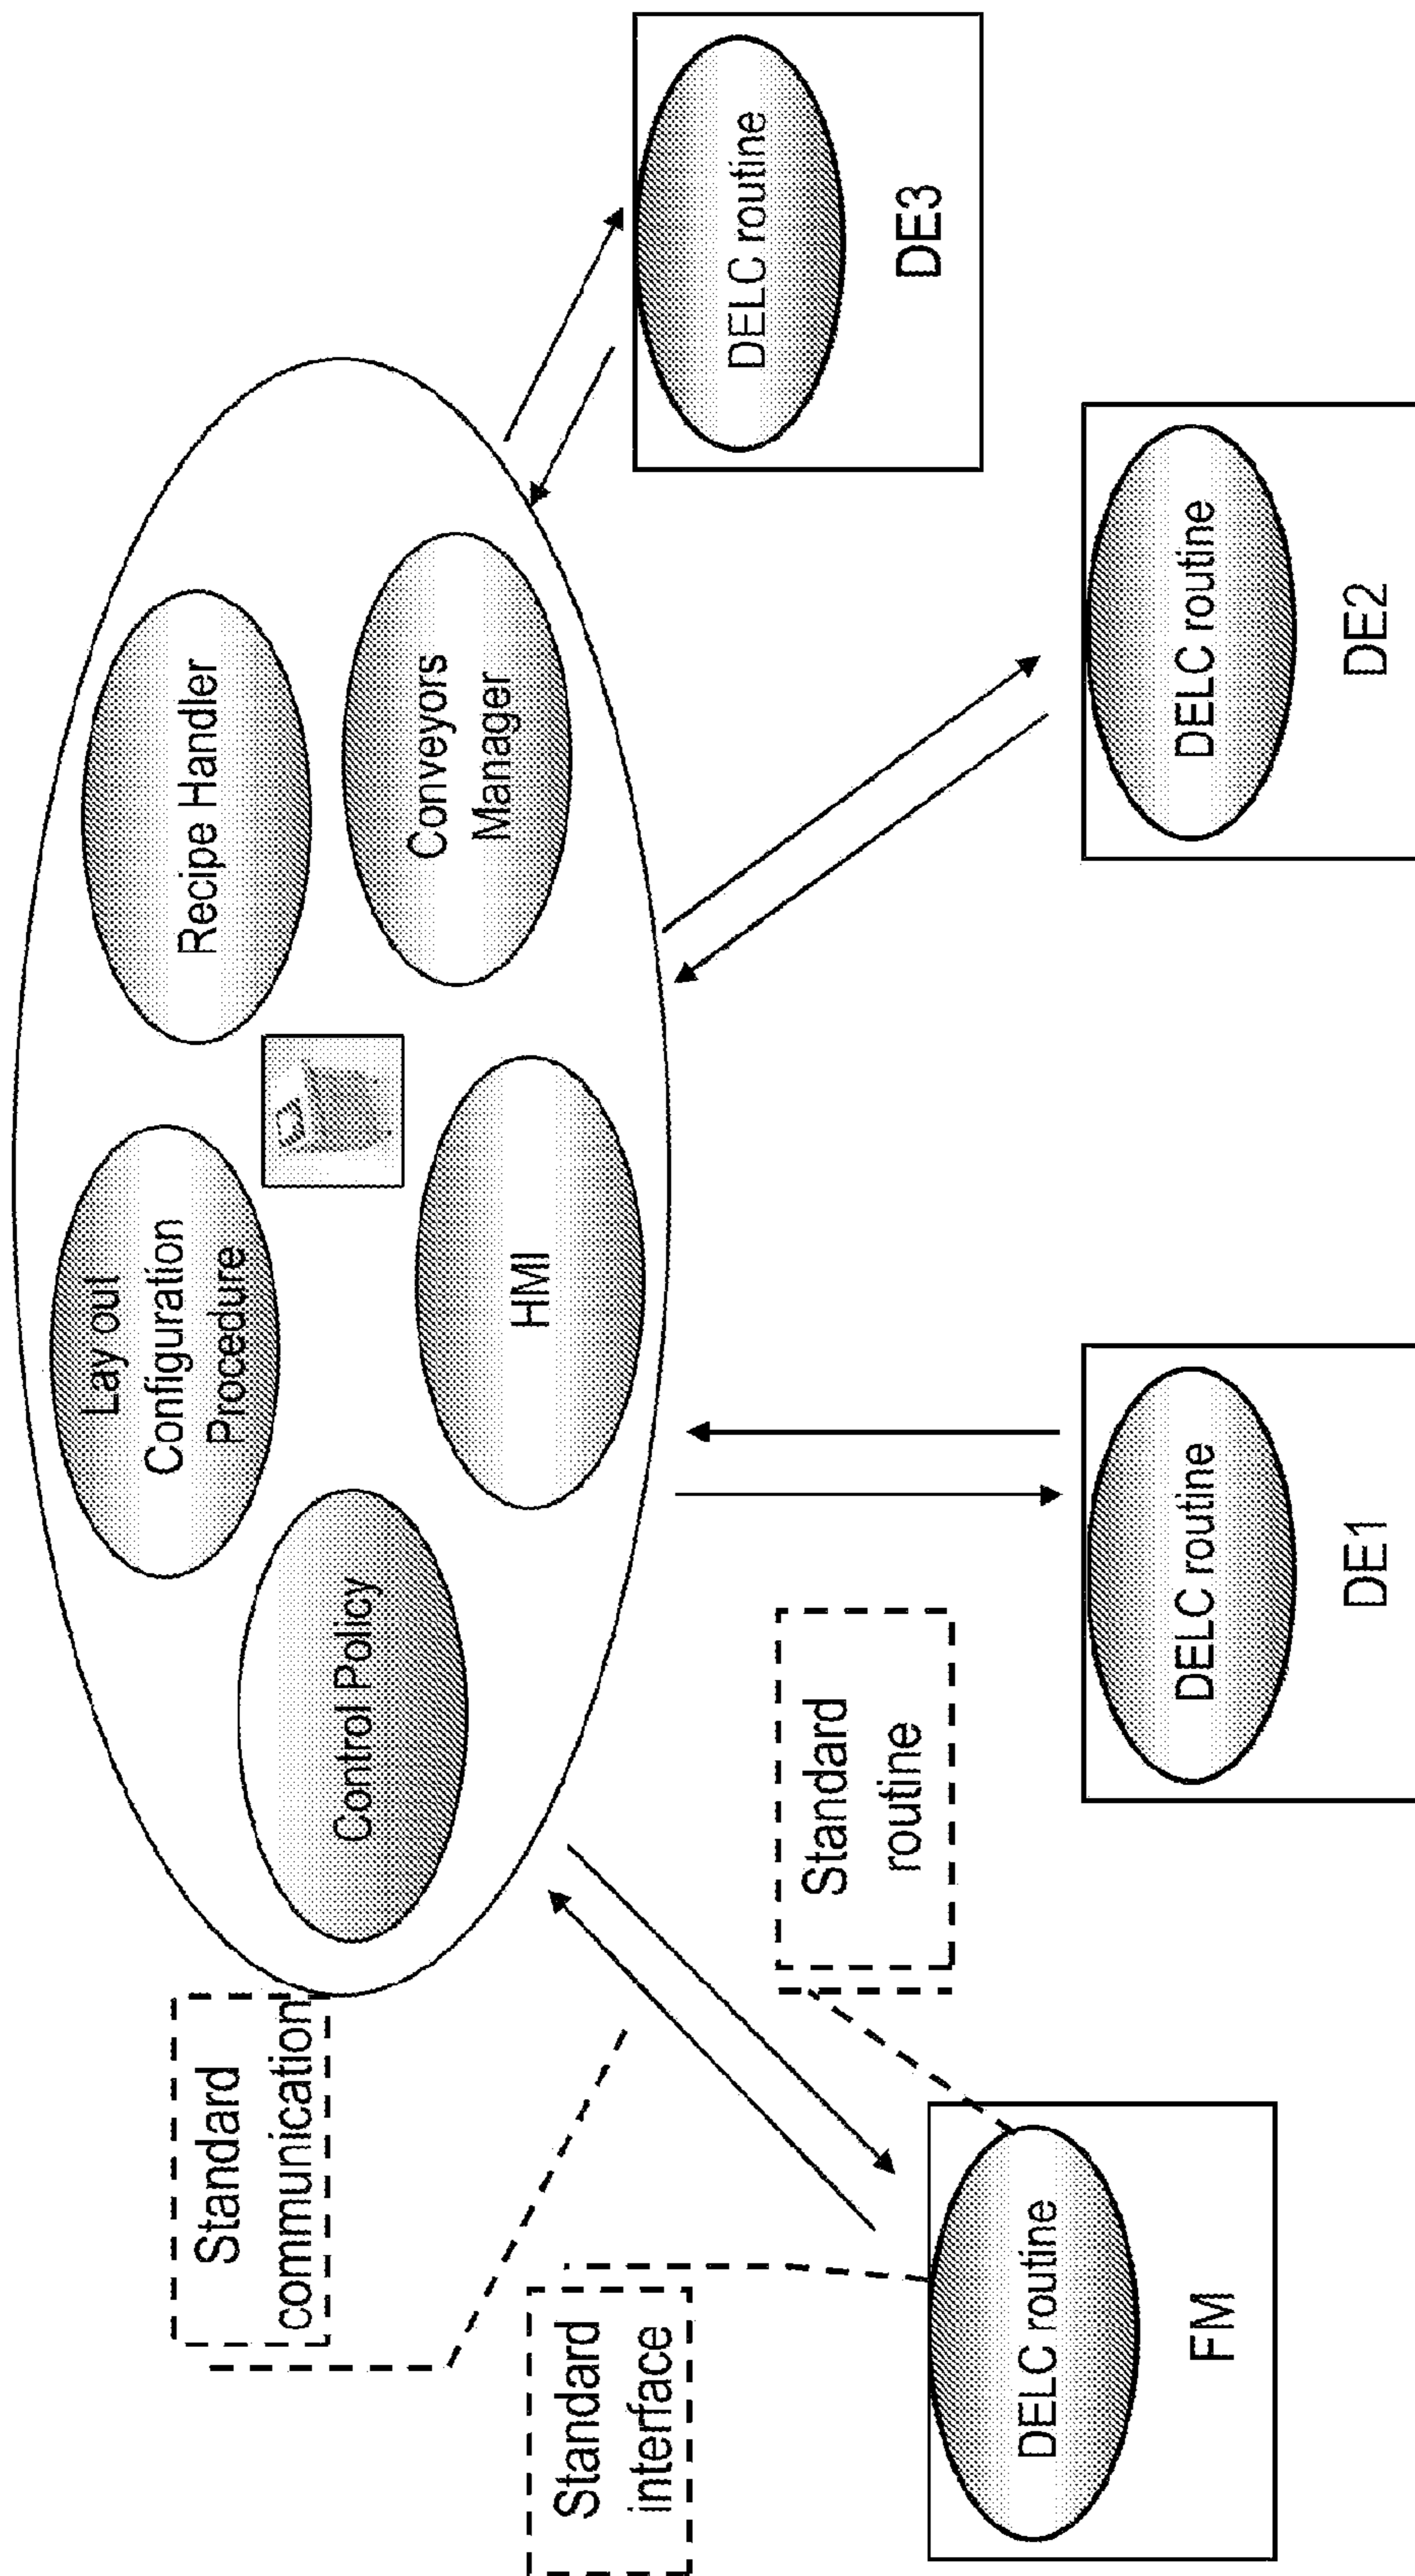 Standard
communication
Standard
interface
Control Policy
Lay out
Configuration
Procedure
HMI
Recipe Handler
Conveyors
Manager
Standard
routine
DELC routine
FM
DELC routine
DE1
DELC routine
DE2
DELC routine
DE3